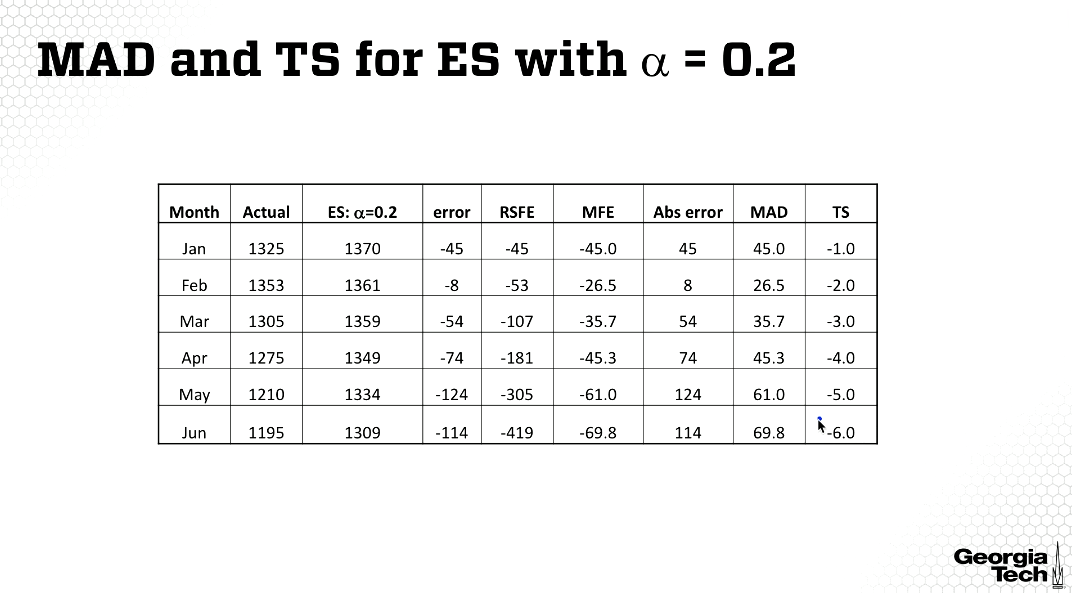 MAD and TS for ES with α = 0.2
Month Actual ES: α=0.2 error RSFE MFE Abs error MAD TS
Jan 1325 1370 -45 -45 -45.0 45 45.0 -1.0
Feb 1353 1361 -8 -53 -26.5 8 26.5 -2.0
Mar 1305 1359 -54 -107 -35.7 54 35.7 -3.0
Apr 1275 1349 -74 -181 -45.3 74 45.3 -4.0
May 1210 1334 -124 -305 -61.0 124 61.0 -5.0
Jun 1195 1309 -114 -419 -69.8 114 69.8 -6.0
Georgia
Tech